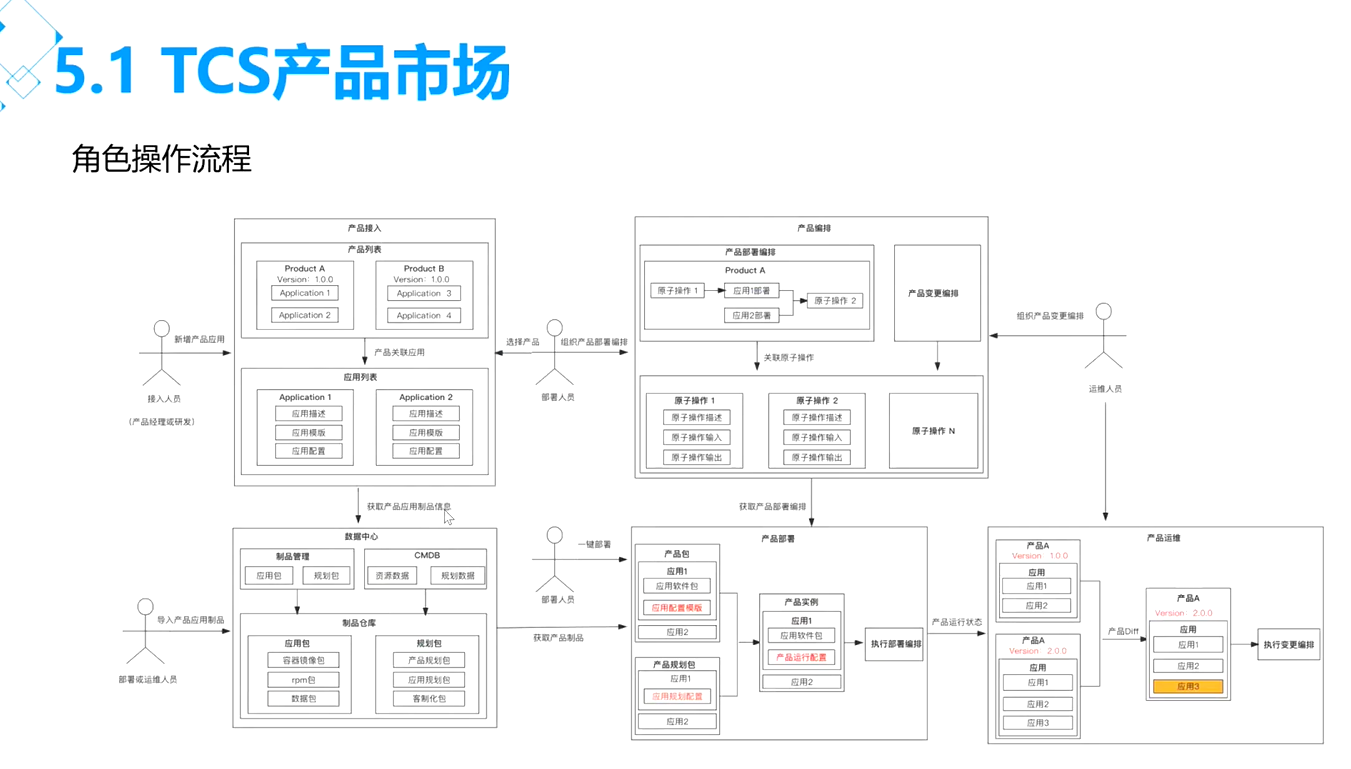 5.1 TCS产品市场
角色操作流程
产品接入
产品列表
Product A
Version: 1.0.0
Application 1
Application 2
Product B
Version: 1.0.0
Application 3
Application 4
产品关联应用
应用列表
Application 1
应用描述
应用模版
应用配置
Application 2
应用描述
应用模版
应用配置
新增产品应用
接入人员
(产品经理或研发)
选择产品
组织产品部署编排
部署人员
产品编排
产品部署编排
Product A
原子操作 1
应用1部署
应用2部署
原子操作 2
产品变更编排
关联原子操作
原子操作 1
原子操作描述
原子操作输入
原子操作输出
原子操作 2
原子操作描述
原子操作输入
原子操作输出
原子操作 N
组织产品变更编排
运维人员
获取产品应用制品信息
数据中心
制品管理
应用包
规划包
CMDB
资源数据
规划数据
制品仓库
应用包
容器镜像包
rpm包
数据包
规划包
产品规划包
应用规划包
客制化包
导入产品应用制品
部署或运维人员
一键部署
部署人员
获取产品制品
获取产品部署编排
产品部署
产品包
应用1
应用软件包
应用配置模版
应用2
产品规划包
应用1
应用规划配置
应用2
产品实例
应用1
应用软件包
产品运行配置
应用2
执行部署编排
产品运行状态
产品运维
产品A
Version 1.0.0
应用
应用1
应用2
产品A
Version 2.0.0
应用
应用1
应用2
应用3
产品Diff
产品A
Version 2.0.0
应用
应用1
应用2
应用3
执行变更编排